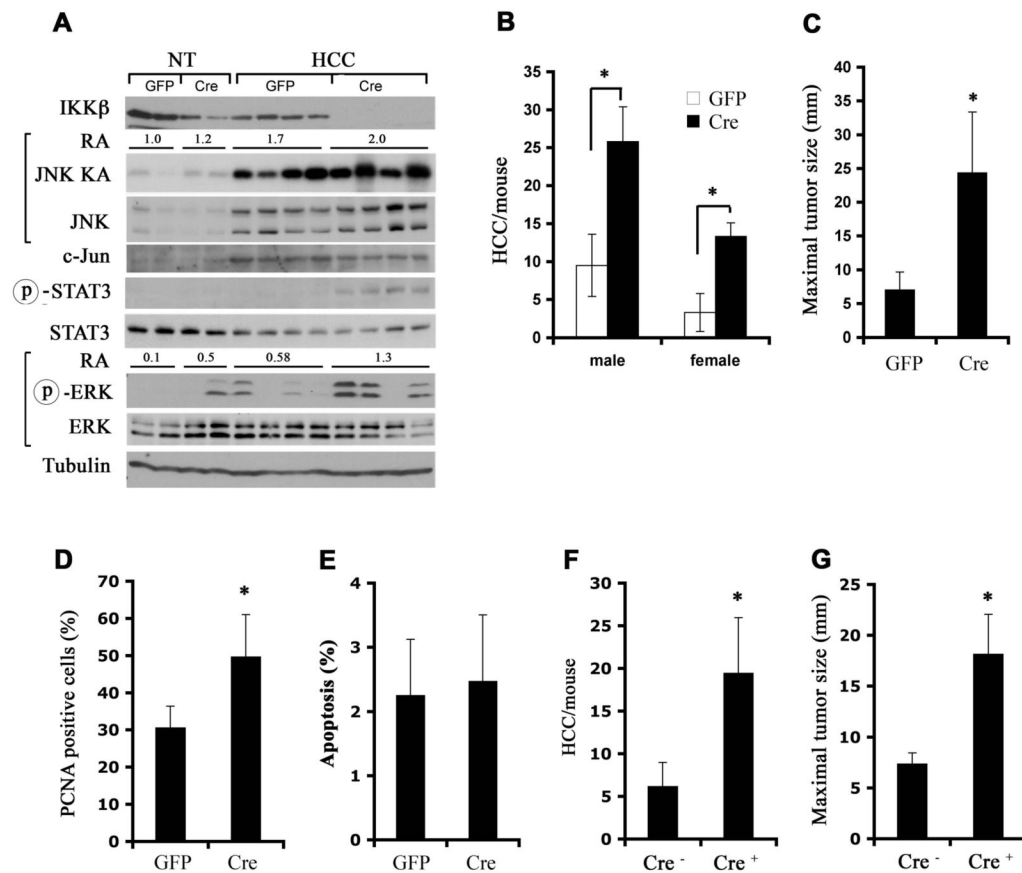 A
NT HCC
GFP Cre GFP Cre
IKKβ
RA 1.0 1.2 1.7 2.0
JNK KA
JNK
c-Jun
p -STAT3
STAT3
RA 0.1 0.5 0.58 1.3
p -ERK
ERK
Tubulin
B
HCC/mouse
35
30
25
20
15
10
5
0
* *
GFP
Cre
male female
C
Maximal tumor size (mm)
40
35
30
25
20
15
10
5
0
*
GFP Cre
D
PCNA positive cells (%)
70
60
50
40
30
20
10
0
*
GFP Cre
E
Apoptosis (%)
4
3
2
1
0
GFP Cre
F
HCC/mouse
30
25
20
15
10
5
0
*
Cre - Cre +
G
Maximal tumor size (mm)
25
20
15
10
5
0
*
Cre - Cre +